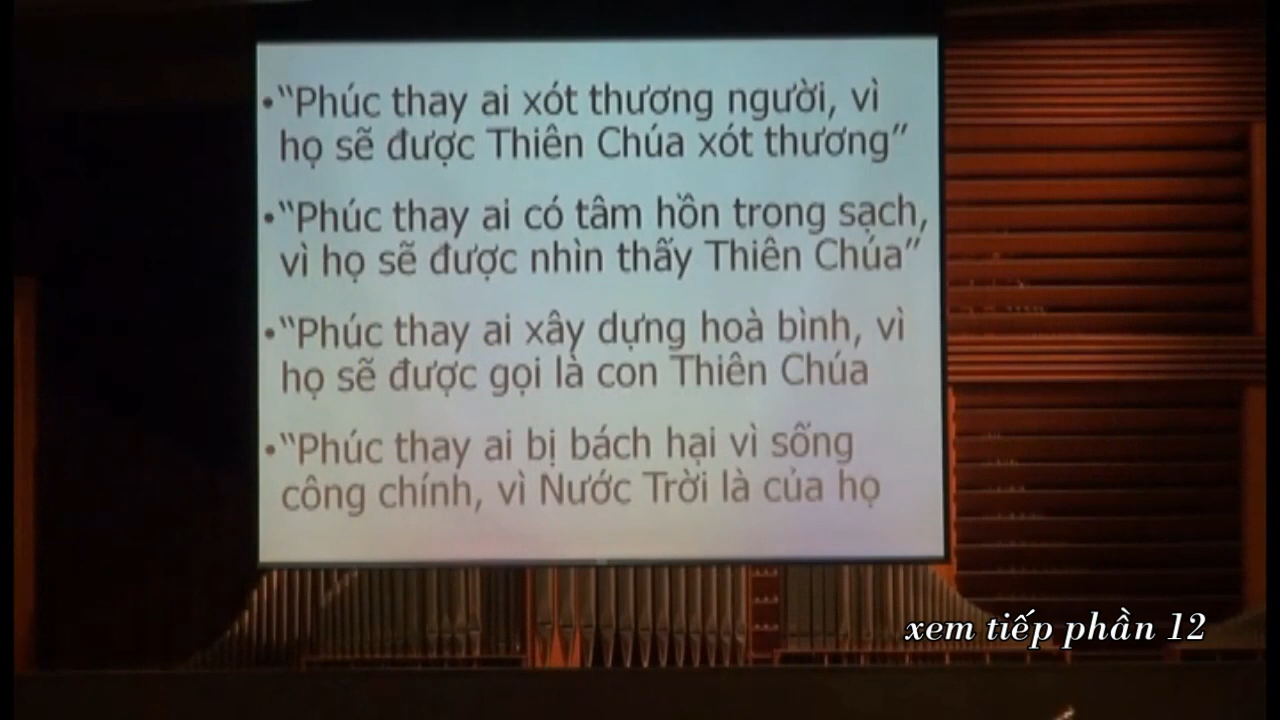 •“Phúc thay ai xót thương người, vì
họ sẽ được Thiên Chúa xót thương”
•“Phúc thay ai có tâm hồn trong sạch,
vì họ sẽ được nhìn thấy Thiên Chúa”
•“Phúc thay ai xây dựng hoà bình, vì
họ sẽ được gọi là con Thiên Chúa
•“Phúc thay ai bị bách hại vì sống
công chính, vì Nước Trời là của họ
xem tiếp phần 12